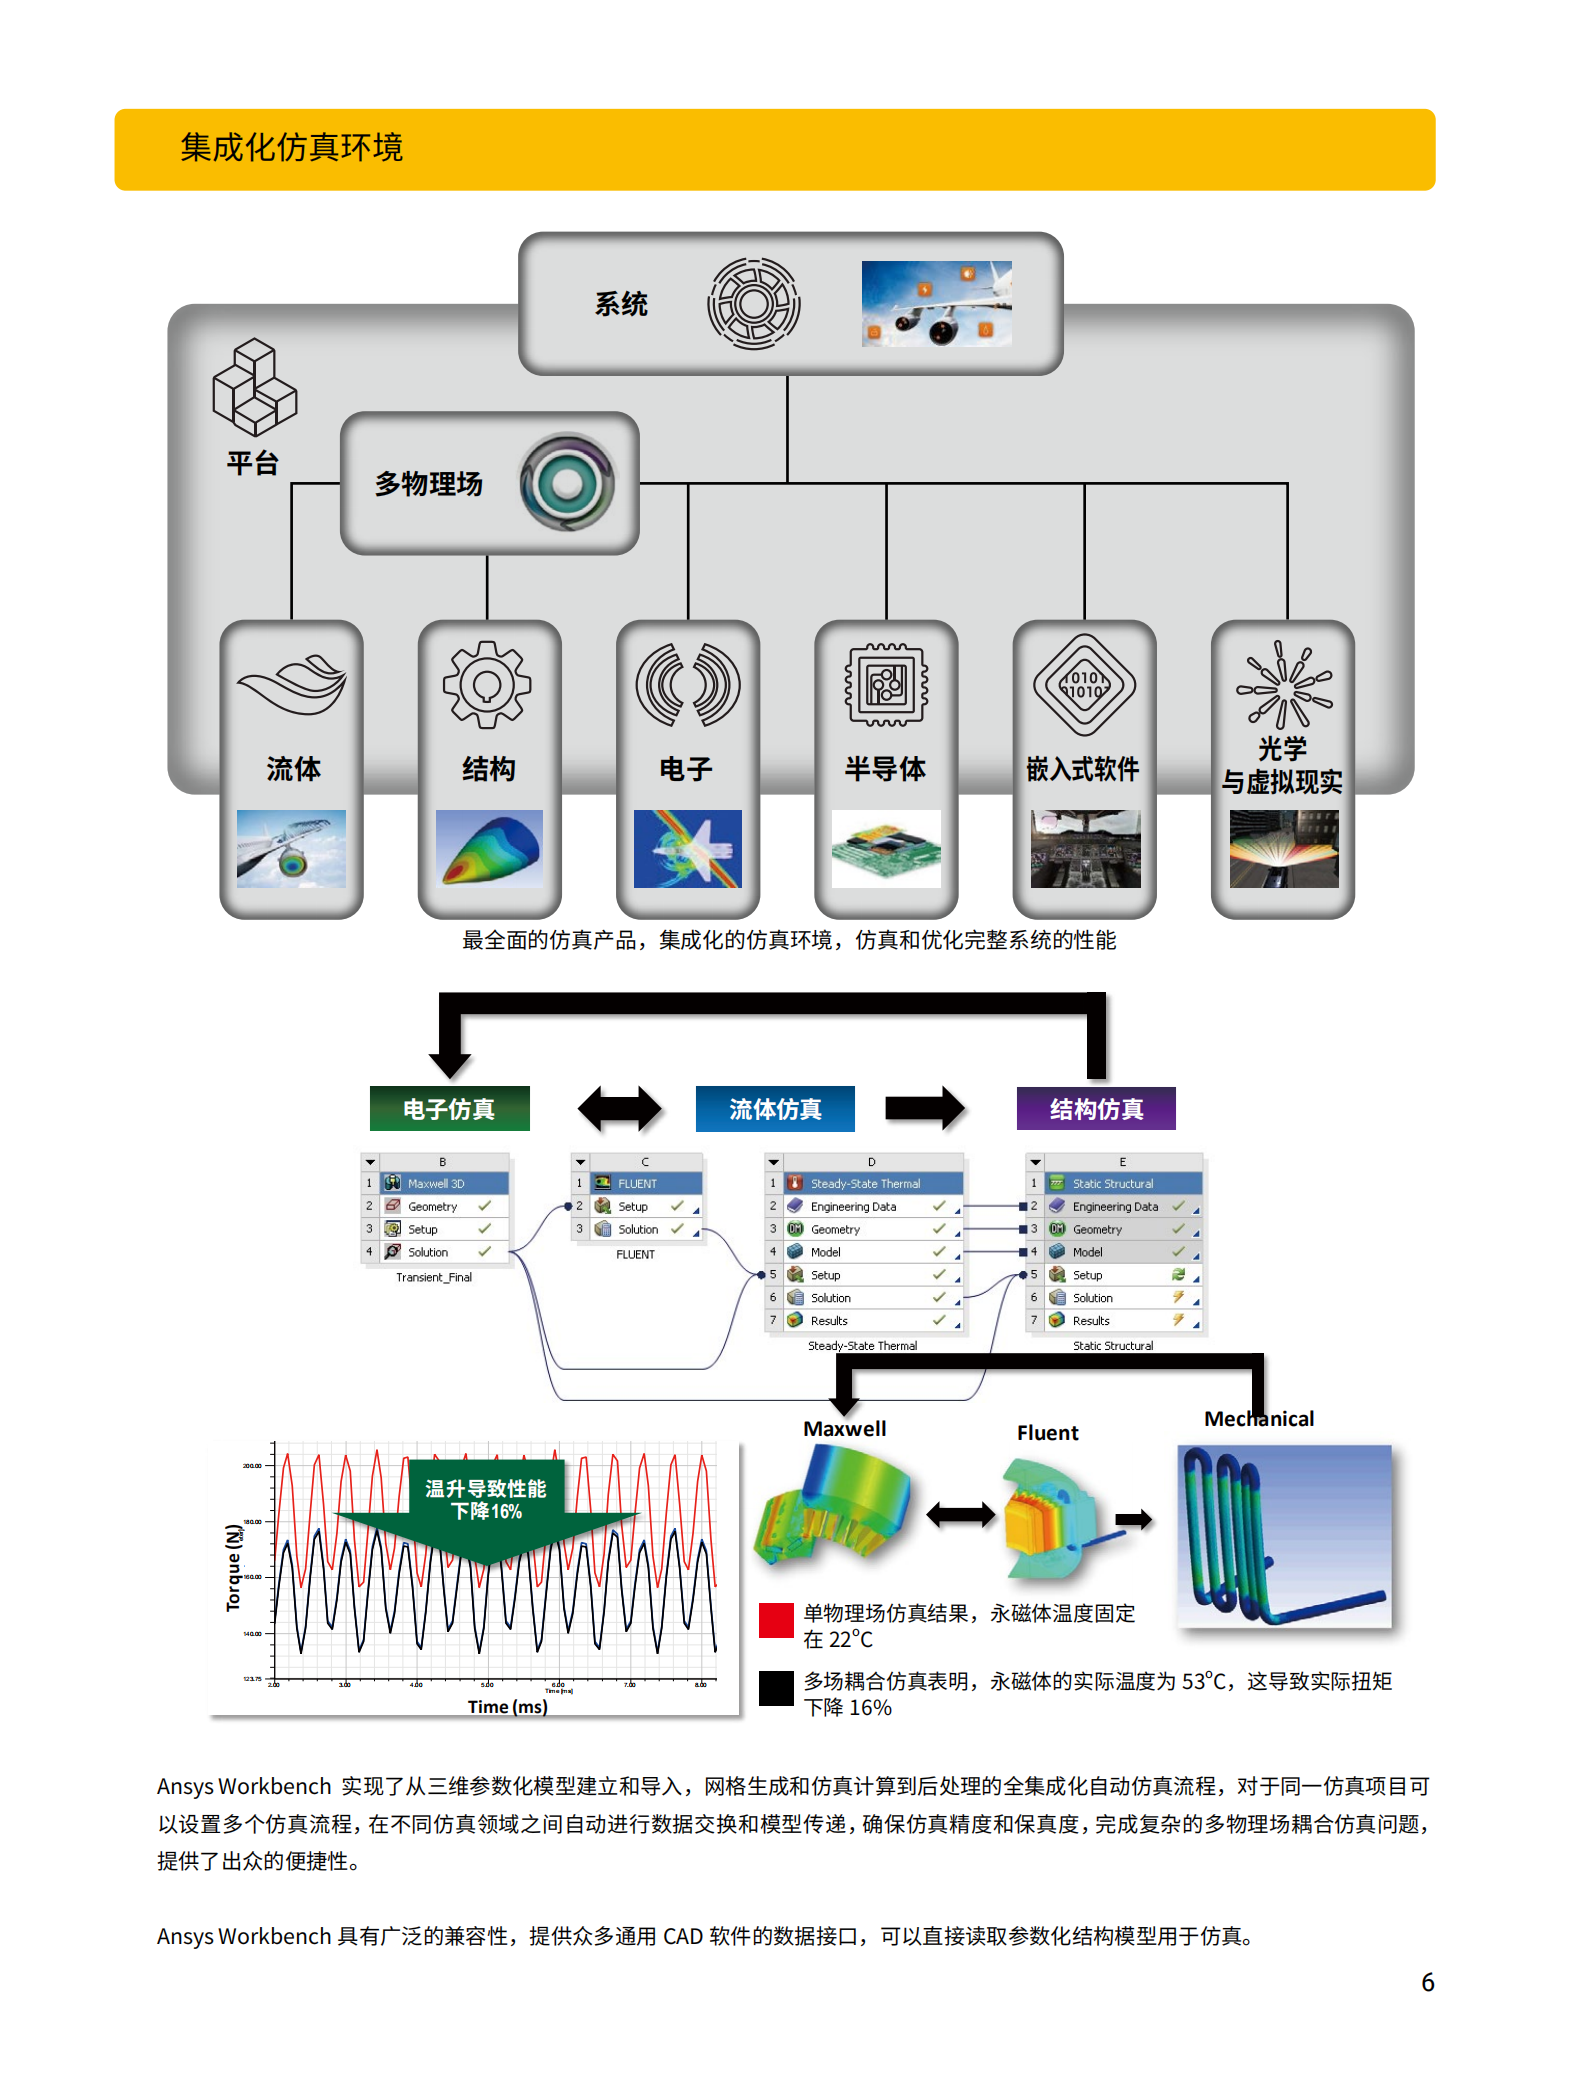 集成化仿真环境
系统
平台
多物理场
流体
结构
电子
半导体
嵌入式软件
光学
与虚拟现实
10101
01010
最全面的仿真产品，集成化的仿真环境，仿真和优化完整系统的性能
电子仿真
流体仿真
结构仿真
B
1 Maxwell 3D
2 Geometry
3 Setup
4 Solution
Transient_Final
C
1 FLUENT
2 Setup
3 Solution
FLUENT
D
1 Steady-State Thermal
2 Engineering Data
3 Geometry
4 Model
5 Setup
6 Solution
7 Results
Steady-State Thermal
E
1 Static Structural
2 Engineering Data
3 Geometry
4 Model
5 Setup
6 Solution
7 Results
Static Structural
Maxwell
Fluent
Mechanical
温升导致性能
下降16%
Torque (N)
200.00
180.00
160.00
140.00
123.75
2.00 3.00 4.00 5.00 6.00 7.00 8.00
Time [ms]
Time (ms)
单物理场仿真结果，永磁体温度固定
在 22°C
多场耦合仿真表明，永磁体的实际温度为 53°C，这导致实际扭矩
下降 16%
Ansys Workbench 实现了从三维参数化模型建立和导入，网格生成和仿真计算到后处理的全集成化自动仿真流程，对于同一仿真项目可
以设置多个仿真流程，在不同仿真领域之间自动进行数据交换和模型传递，确保仿真精度和保真度，完成复杂的多物理场耦合仿真问题，
提供了出众的便捷性。
Ansys Workbench 具有广泛的兼容性，提供众多通用 CAD 软件的数据接口，可以直接读取参数化结构模型用于仿真。
6